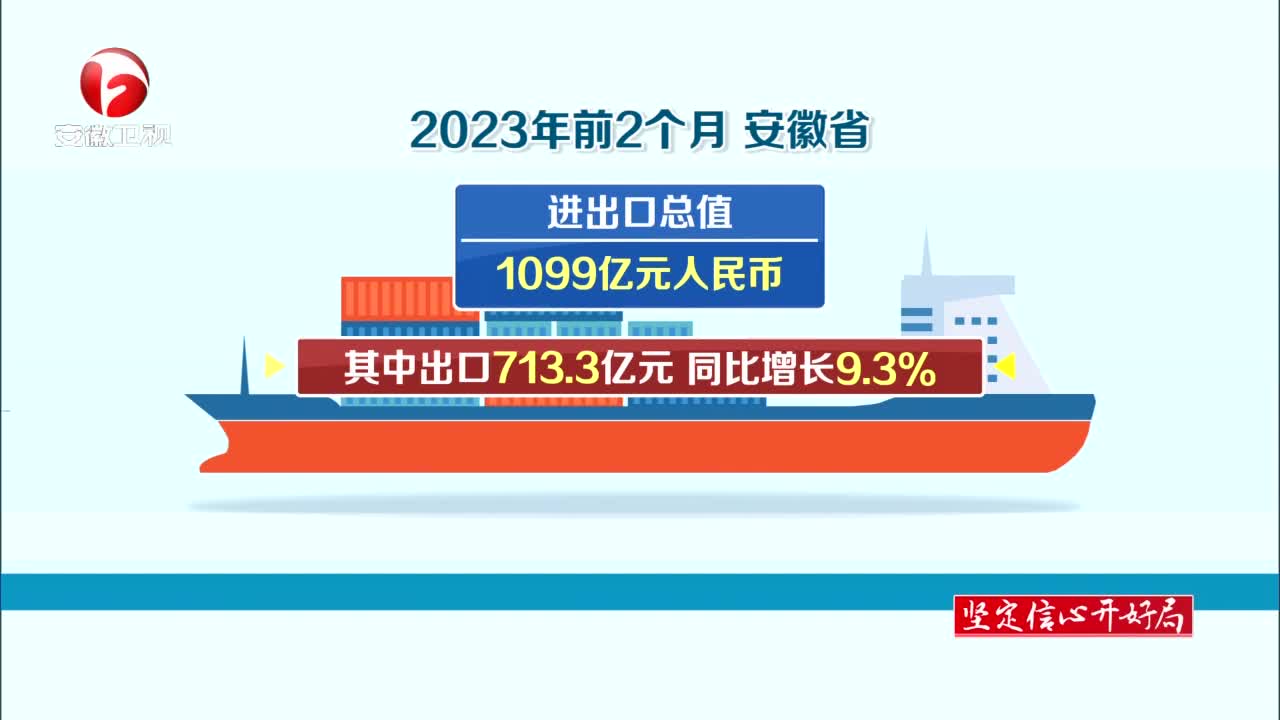 安徽卫视
2023年前2个月 安徽省
进出口总值
1099亿元人民币
其中出口713.3亿元 同比增长9.3%
坚定信心开好局